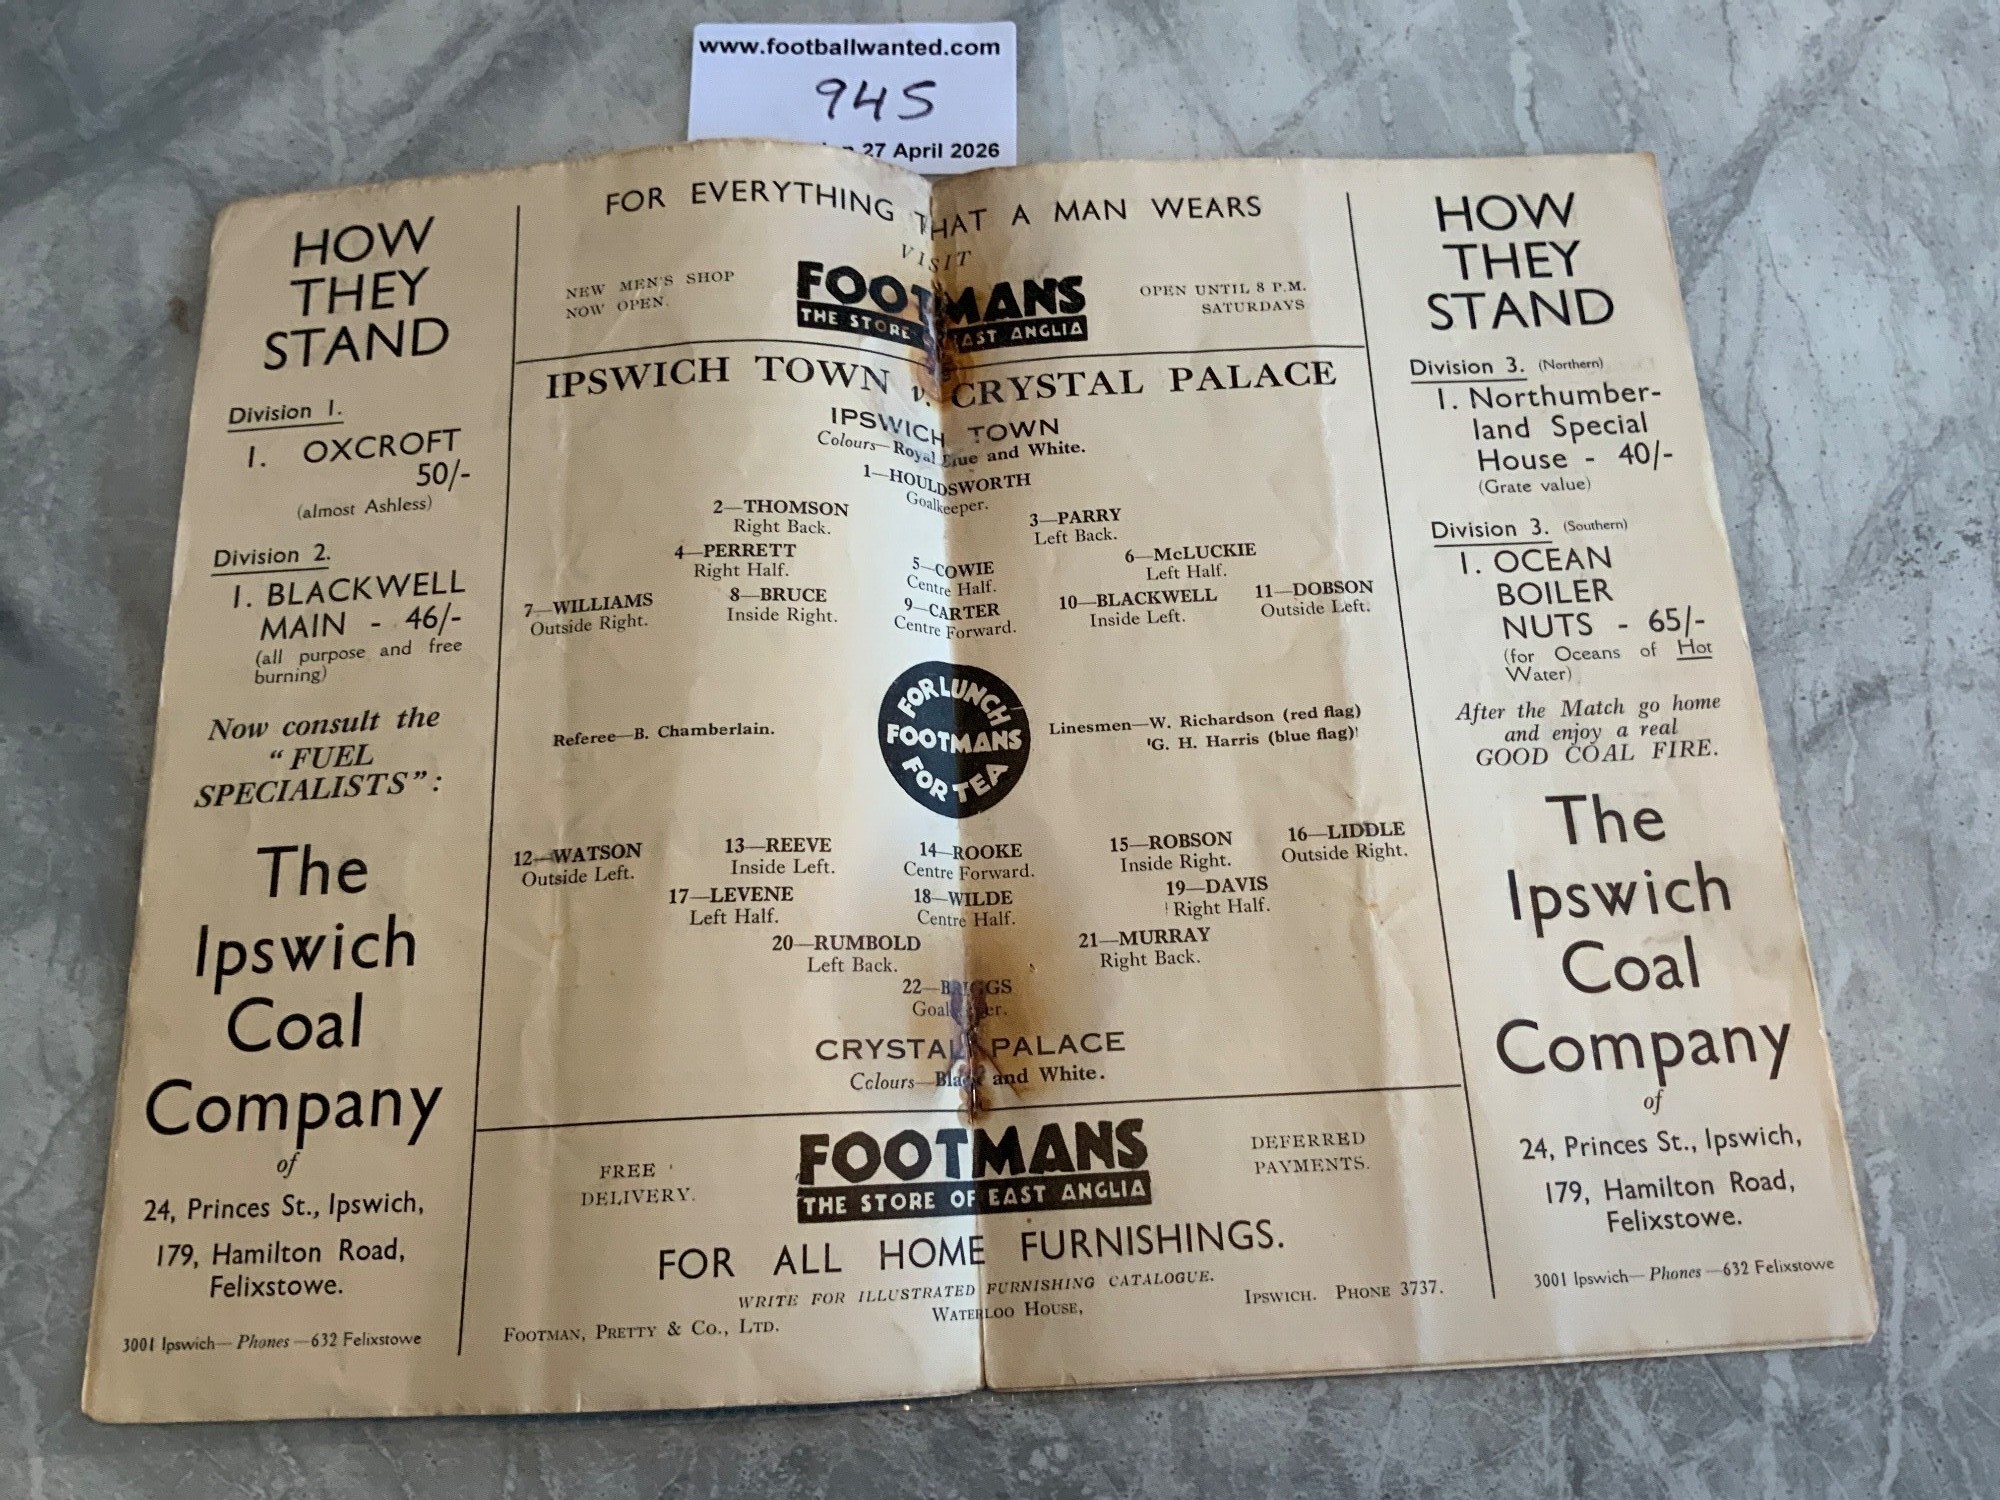 www.footballwanted.com
945
27 April 2026
HOW
THEY
STAND
Division 1.
1. OXCROFT
50/-
(almost Ashless)
Division 2.
1. BLACKWELL
MAIN - 46/-
(all purpose and free
burning)
Now consult the
"FUEL
SPECIALISTS":
The
Ipswich
Coal
Company
of
24, Princes St., Ipswich,
179, Hamilton Road,
Felixstowe.
3001 Ipswich—Phones—632 Felixstowe
FOR EVERYTHING THAT A MAN WEARS
VISIT
NEW MEN'S SHOP
NOW OPEN.
FOOTMANS
THE STORE EAST ANGLIA
OPEN UNTIL 8 P.M.
SATURDAYS
IPSWICH TOWN v. CRYSTAL PALACE
IPSWICH TOWN
Colours—Royal Blue and White.
1—HOULDSWORTH
Goalkeeper.
2—THOMSON
Right Back.
3—PARRY
Left Back.
4—PERRETT
Right Half.
5—COWIE
Centre Half.
6—McLUCKIE
Left Half.
7—WILLIAMS
Outside Right.
8—BRUCE
Inside Right.
9—CARTER
Centre Forward.
10—BLACKWELL
Inside Left.
11—DOBSON
Outside Left.
Referee—B. Chamberlain.
FOR LUNCH
FOOTMANS
FOR TEA
Linesmen—W. Richardson (red flag)
G. H. Harris (blue flag)
12—WATSON
Outside Left.
13—REEVE
Inside Left.
14—ROOKE
Centre Forward.
15—ROBSON
Inside Right.
16—LIDDLE
Outside Right.
17—LEVENE
Left Half.
18—WILDE
Centre Half.
19—DAVIS
Right Half.
20—RUMBOLD
Left Back.
21—MURRAY
Right Back.
22—BRIGGS
Goalkeeper.
CRYSTAL PALACE
Colours—Black and White.
FREE
DELIVERY.
FOOTMANS
THE STORE OF EAST ANGLIA
DEFERRED
PAYMENTS.
FOR ALL HOME FURNISHINGS.
WRITE FOR ILLUSTRATED FURNISHING CATALOGUE.
FOOTMAN, PRETTY & CO., LTD. WATERLOO HOUSE, IPSWICH. PHONE 3737.
HOW
THEY
STAND
Division 3. (Northern)
1. Northumber-
land Special
House - 40/-
(Grate value)
Division 3. (Southern)
1. OCEAN
BOILER
NUTS - 65/-
(for Oceans of Hot
Water)
After the Match go home
and enjoy a real
GOOD COAL FIRE.
The
Ipswich
Coal
Company
of
24, Princes St., Ipswich,
179, Hamilton Road,
Felixstowe.
3001 Ipswich—Phones—632 Felixstowe